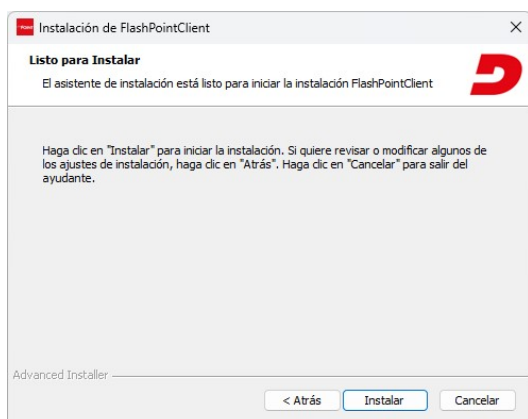 Instalación de FlashPointClient
Listo para Instalar
El asistente de instalación está listo para iniciar la instalación FlashPointClient
Haga clic en "Instalar" para iniciar la instalación. Si quiere revisar o modificar algunos de
los ajustes de instalación, haga clic en "Atrás". Haga clic en "Cancelar" para salir del
ayudante.
Advanced Installer
< Atrás
Instalar
Cancelar